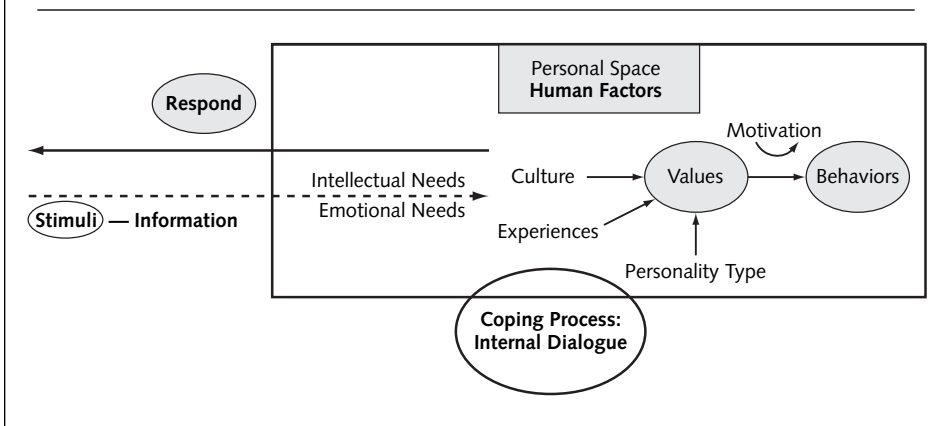 Personal Space
Human Factors
Respond
Motivation
Intellectual Needs
Emotional Needs
Culture
Values
Behaviors
Stimuli — Information
Experiences
Personality Type
Coping Process:
Internal Dialogue